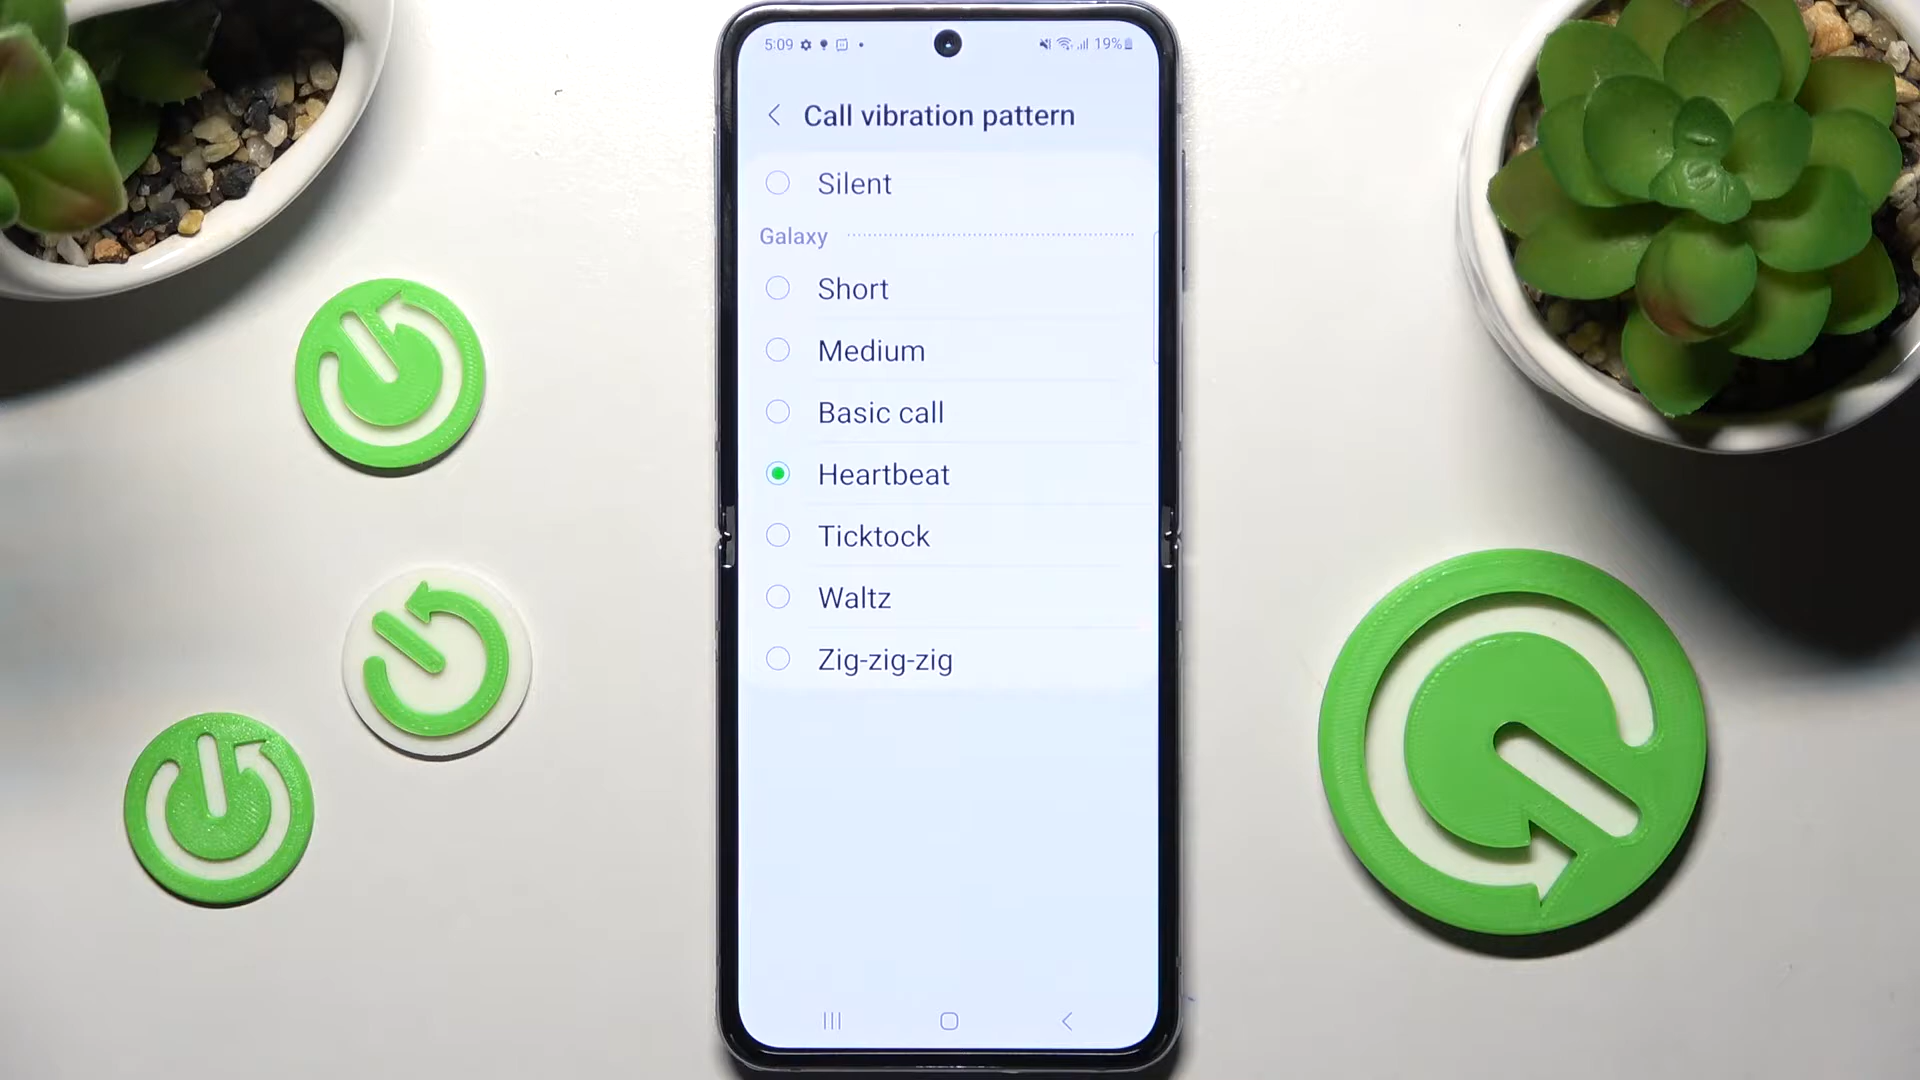 5:09 19%
Call vibration pattern
Silent
Galaxy
Short
Medium
Basic call
Heartbeat
Ticktock
Waltz
Zig-zig-zig